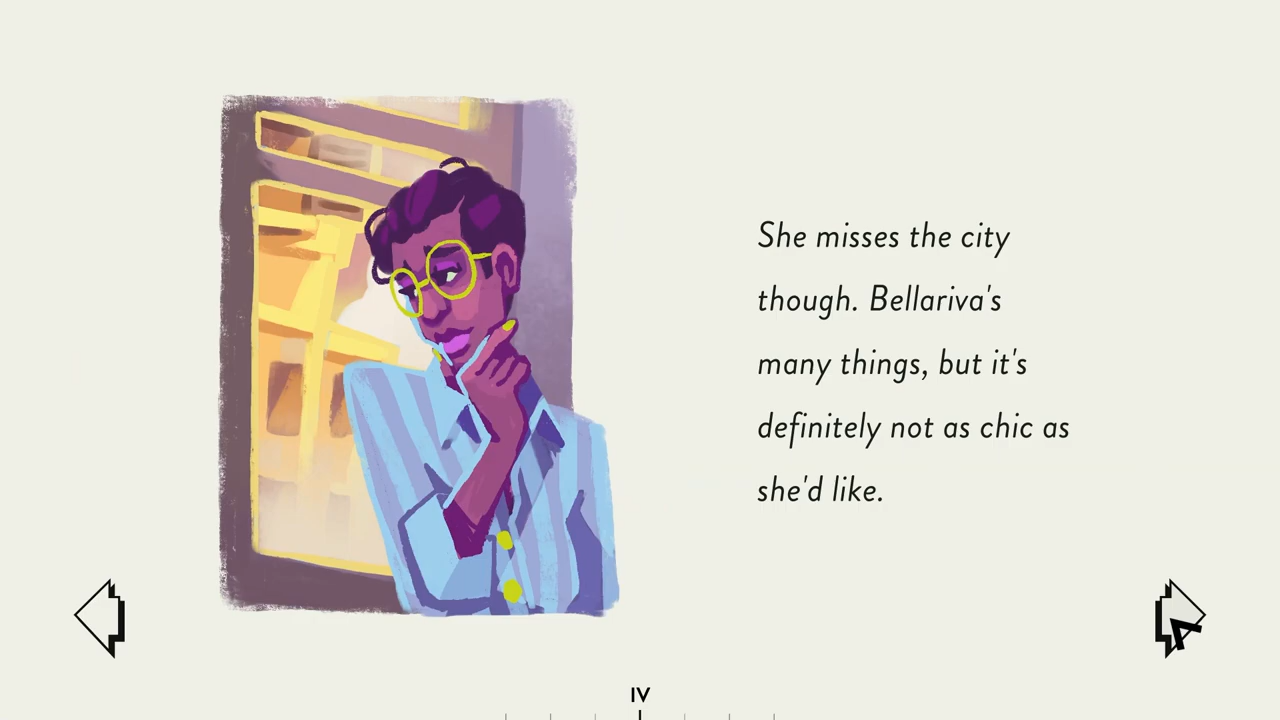 She misses the city
though. Bellariva's
many things, but it's
definitely not as chic as
she'd like.
IV